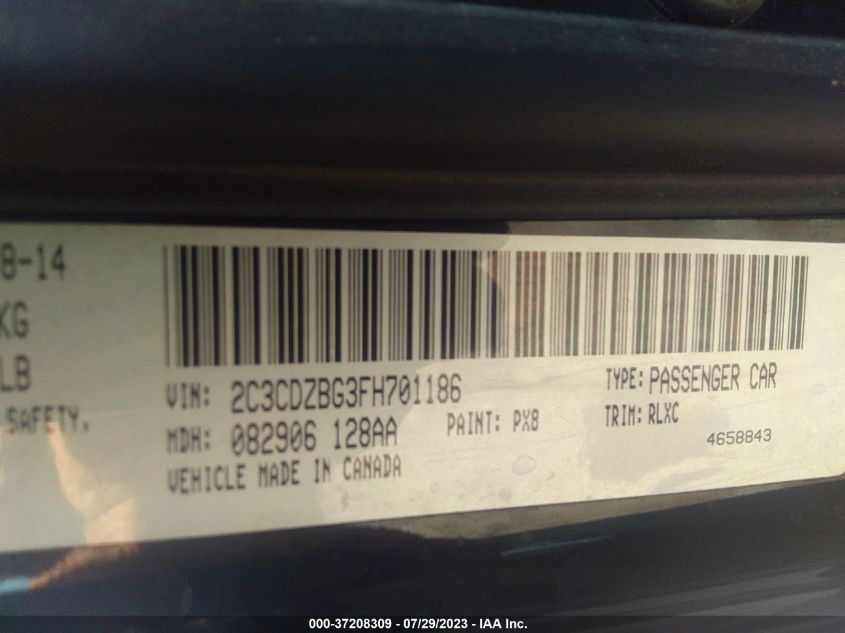 8-14
KG
LB
SAFETY.
VIN: 2C3CDZBG3FH701186
TYPE: PASSENGER CAR
MDH: 082906 128AA
PAINT: PX8
TRIM: RLXC
4658843
VEHICLE MADE IN CANADA
000-37208309 - 07/29/2023 - IAA Inc.